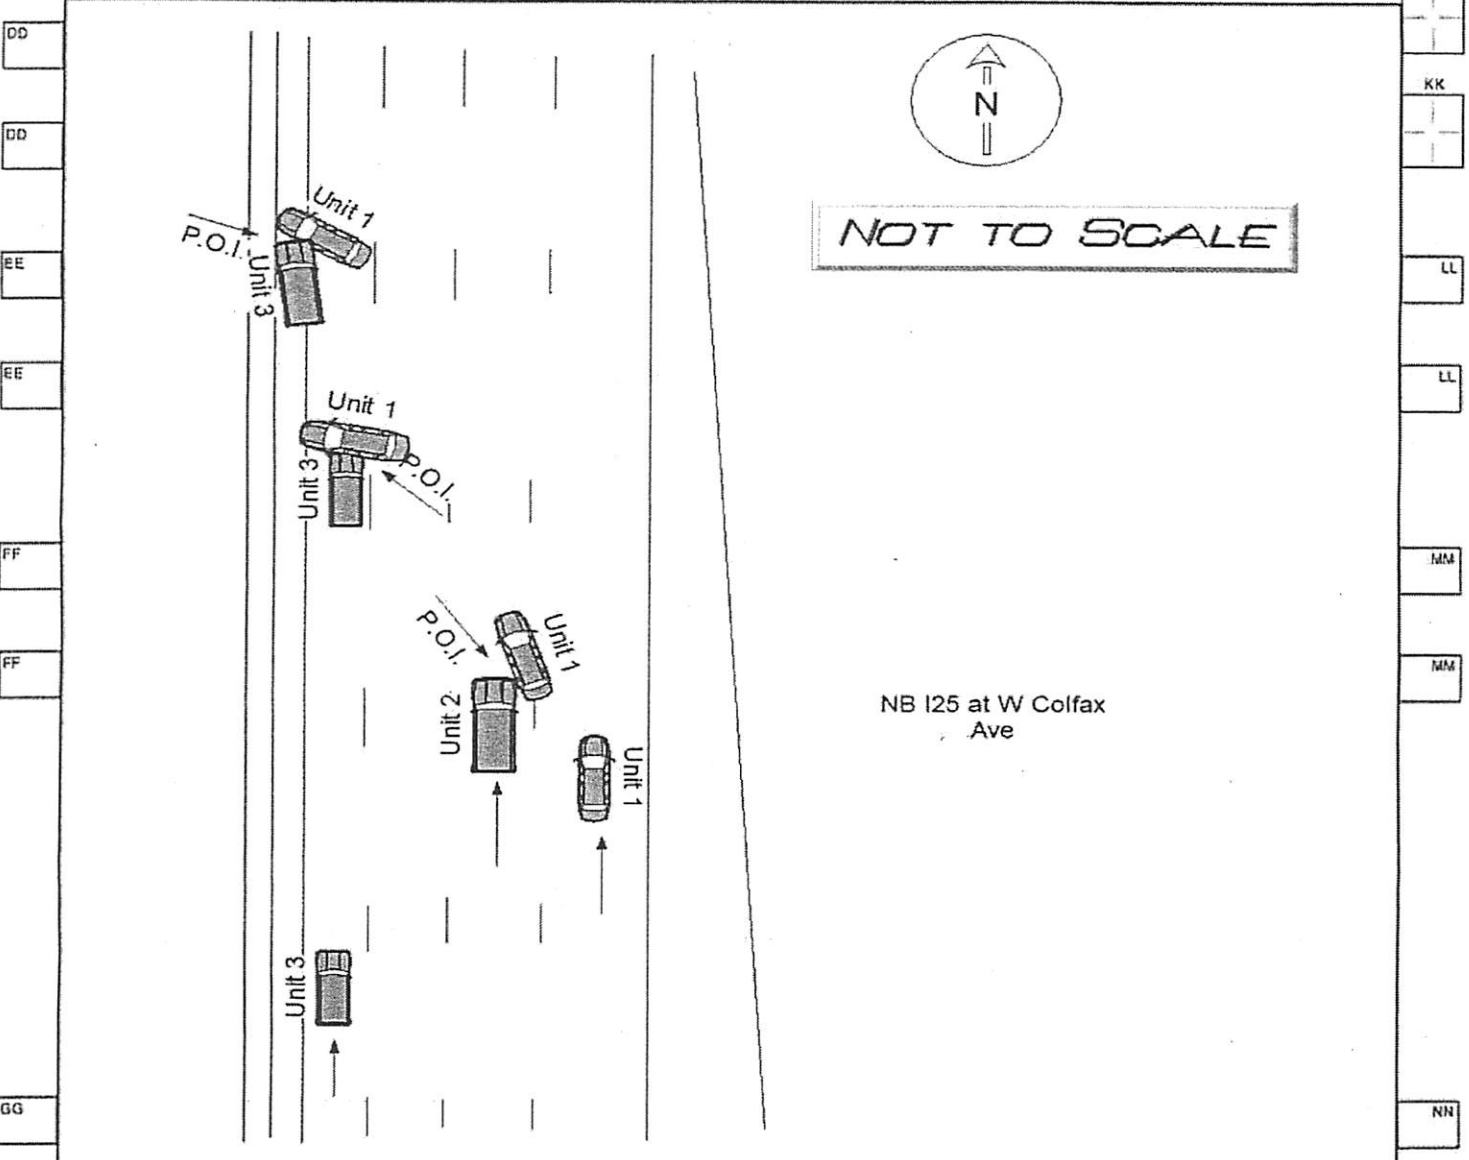 DD
KK
DD
N
Unit 1
NOT TO SCALE
P.O.I.
EE
Unit 3
LL
EE
LL
Unit 1
P.O.I.
Unit 3
FF
MM
P.O.I.
Unit 1
FF
MM
Unit 2
NB I25 at W Colfax
Ave
Unit 1
Unit 3
GG
NN